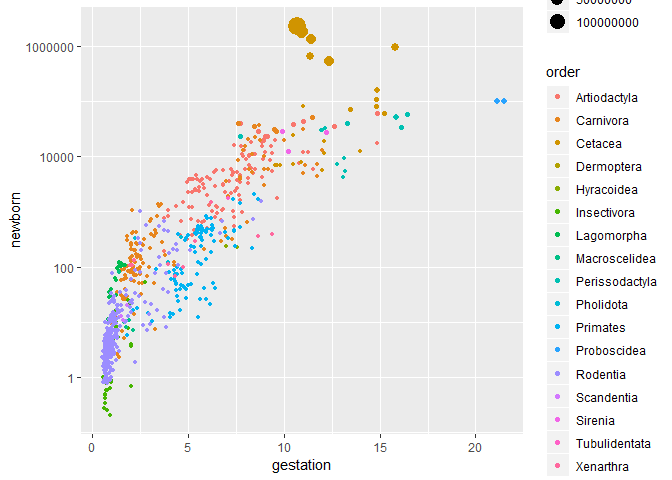 50000000
100000000
order
Artiodactyla
Carnivora
Cetacea
Dermoptera
Hyracoidea
Insectivora
Lagomorpha
Macroscelidea
Perissodactyla
Pholidota
Primates
Proboscidea
Rodentia
Scandentia
Sirenia
Tubulidentata
Xenarthra
newborn
1000000
10000
100
1
0
5
10
15
20
gestation